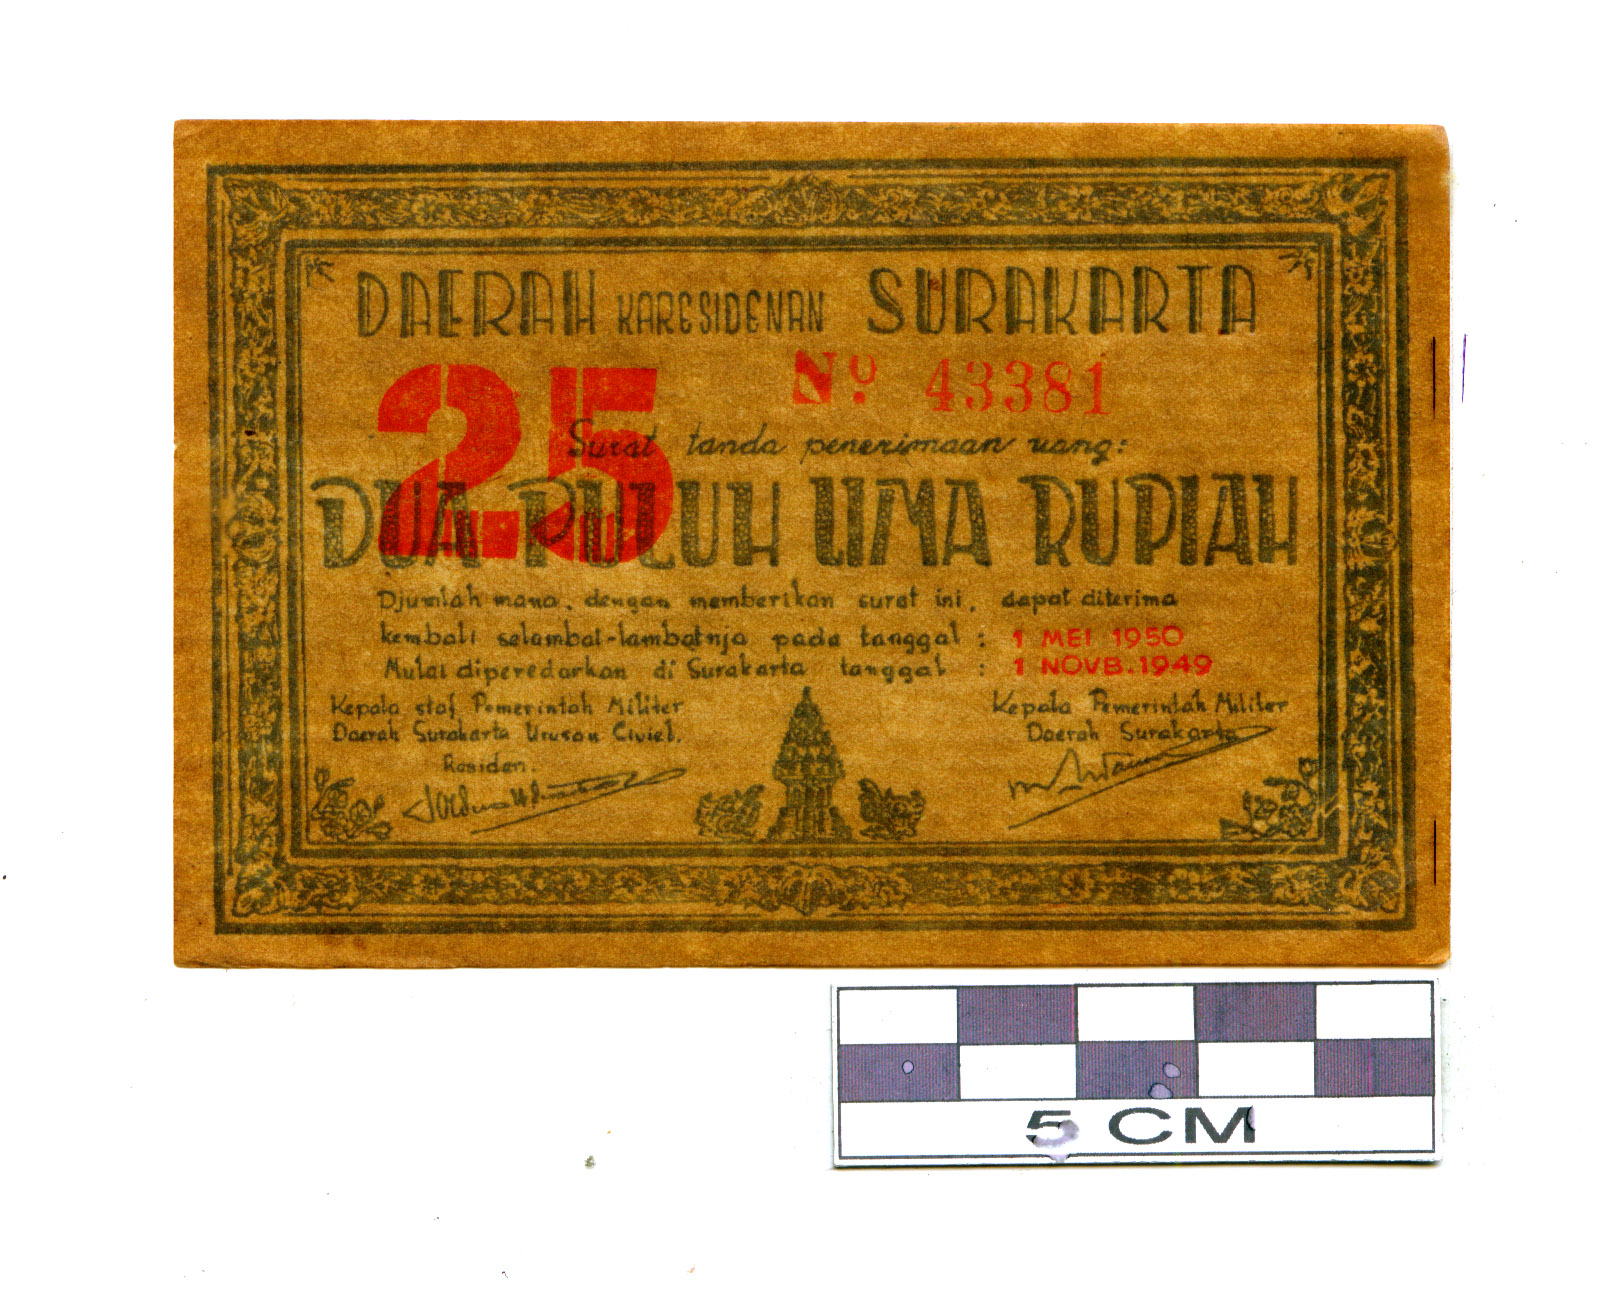 DAERAH KARESIDENAN SURAKARTA
25
No. 43381
Surat tanda penerimaan uang:
DUA PULUH LIMA RUPIAH
Djumlah mana, dengan memberikan surat ini, dapat diterima
kembali selambat-lambatnja pada tanggal : 1 MEI 1950
Mulai diperedarkan di Surakarta tanggal : 1 NOVB. 1949
Kepala staf Pemerintah Militer
Daerah Surakarta Urusan Civiel.
Residen.
Kepala Pemerintah Militer
Daerah Surakarta
5 CM